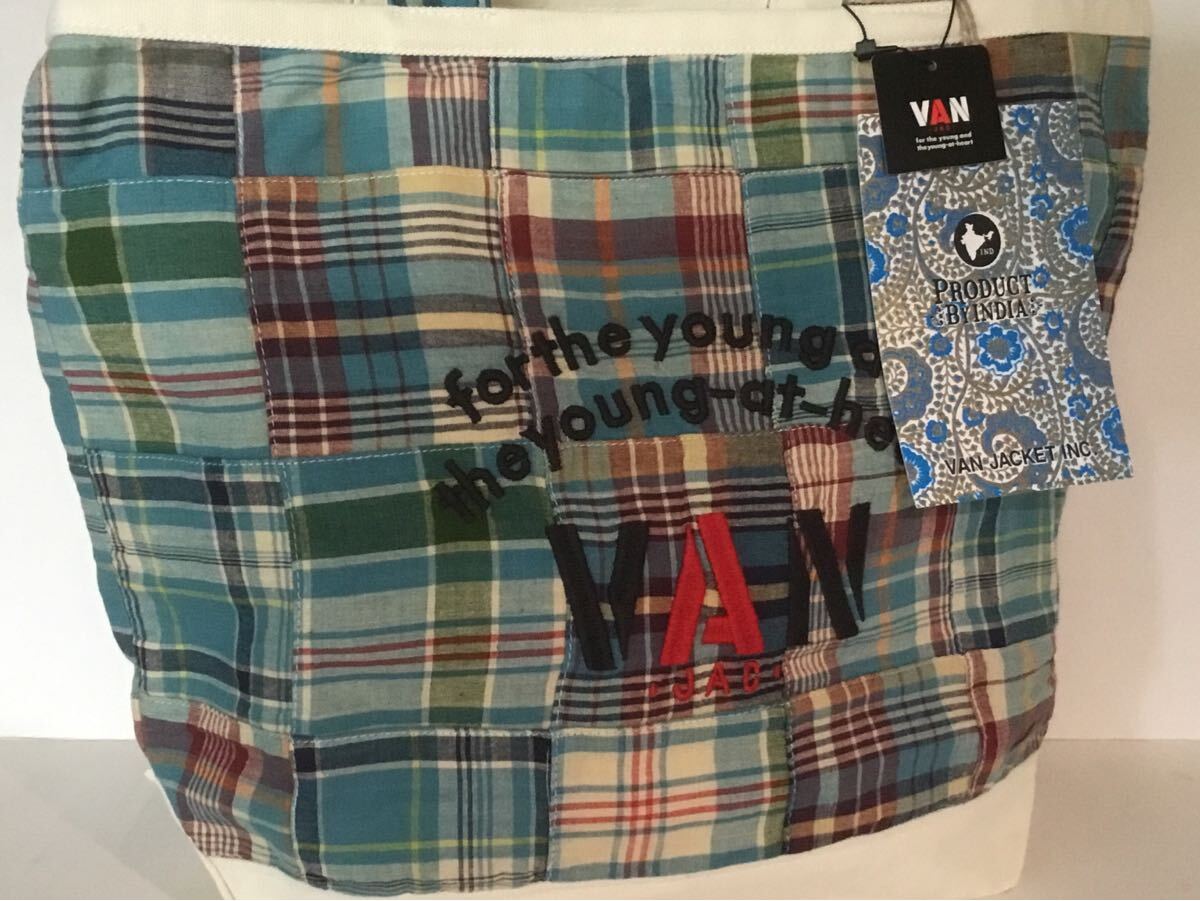 VAN
JAC
for the young and
the young-at-heart
IND
PRODUCT
BY INDIA
VAN JACKET INC.
for the young a
the young-at-he
VAN
JAC